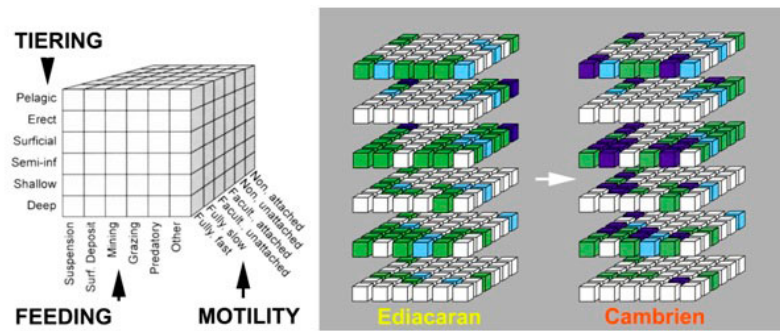 TIERING
Pelagic
Erect
Surficial
Semi-inf
Shallow
Deep
Suspension
Surf. Deposit
Mining
Grazing
Predatory
Other
Non. attached
Non. unattached
Facult.. attached
Facult.. unattached
Fully. slow
Fully. fast
FEEDING
MOTILITY
Ediacaran
Cambrien